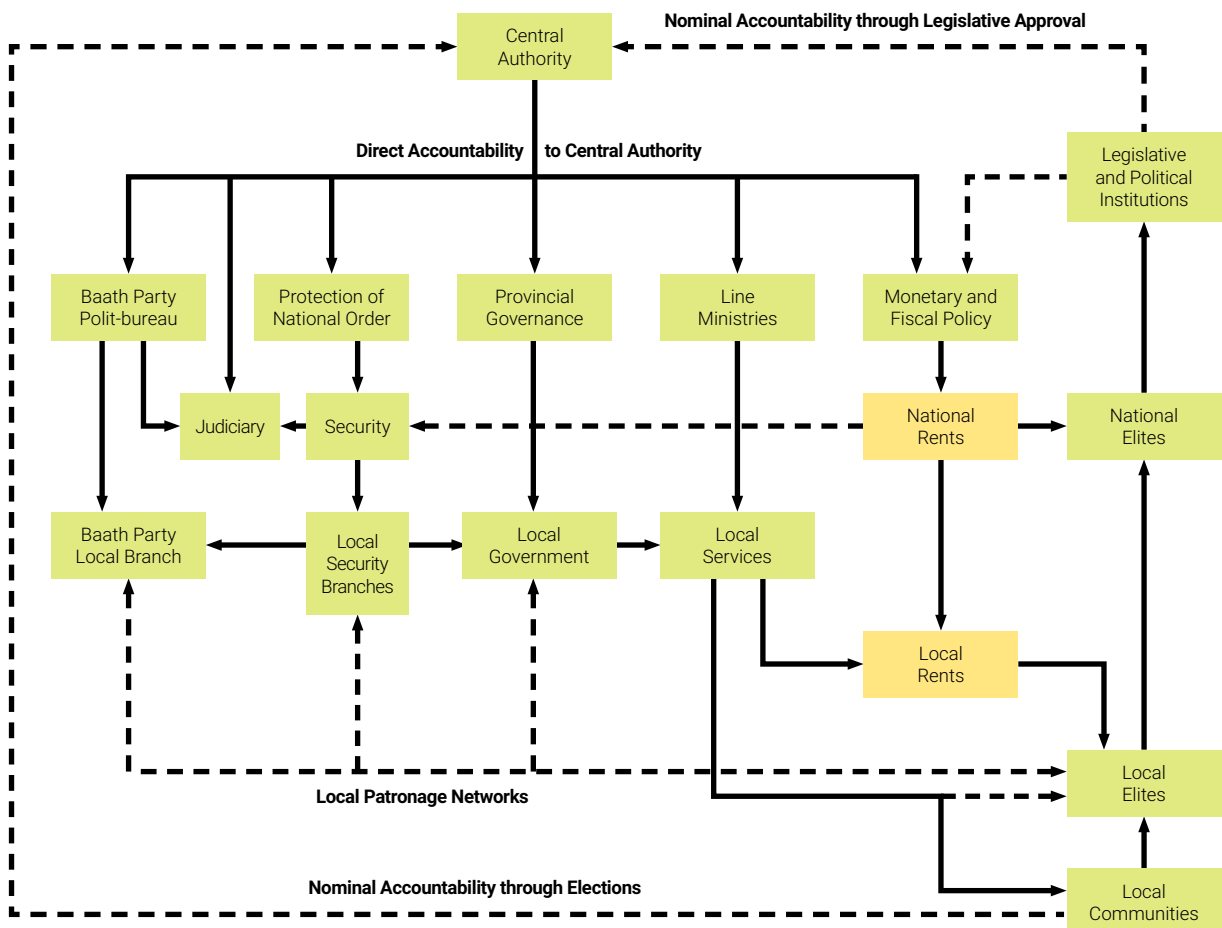 Nominal Accountability through Legislative Approval
Central
Authority
Direct Accountability to Central Authority
Legislative
and Political
Institutions
Baath Party
Polit-bureau
Protection of
National Order
Provincial
Governance
Line
Ministries
Monetary and
Fiscal Policy
Judiciary
Security
National
Rents
National
Elites
Baath Party
Local Branch
Local
Security
Branches
Local
Government
Local
Services
Local
Rents
Local
Elites
Local Patronage Networks
Nominal Accountability through Elections
Local
Communities